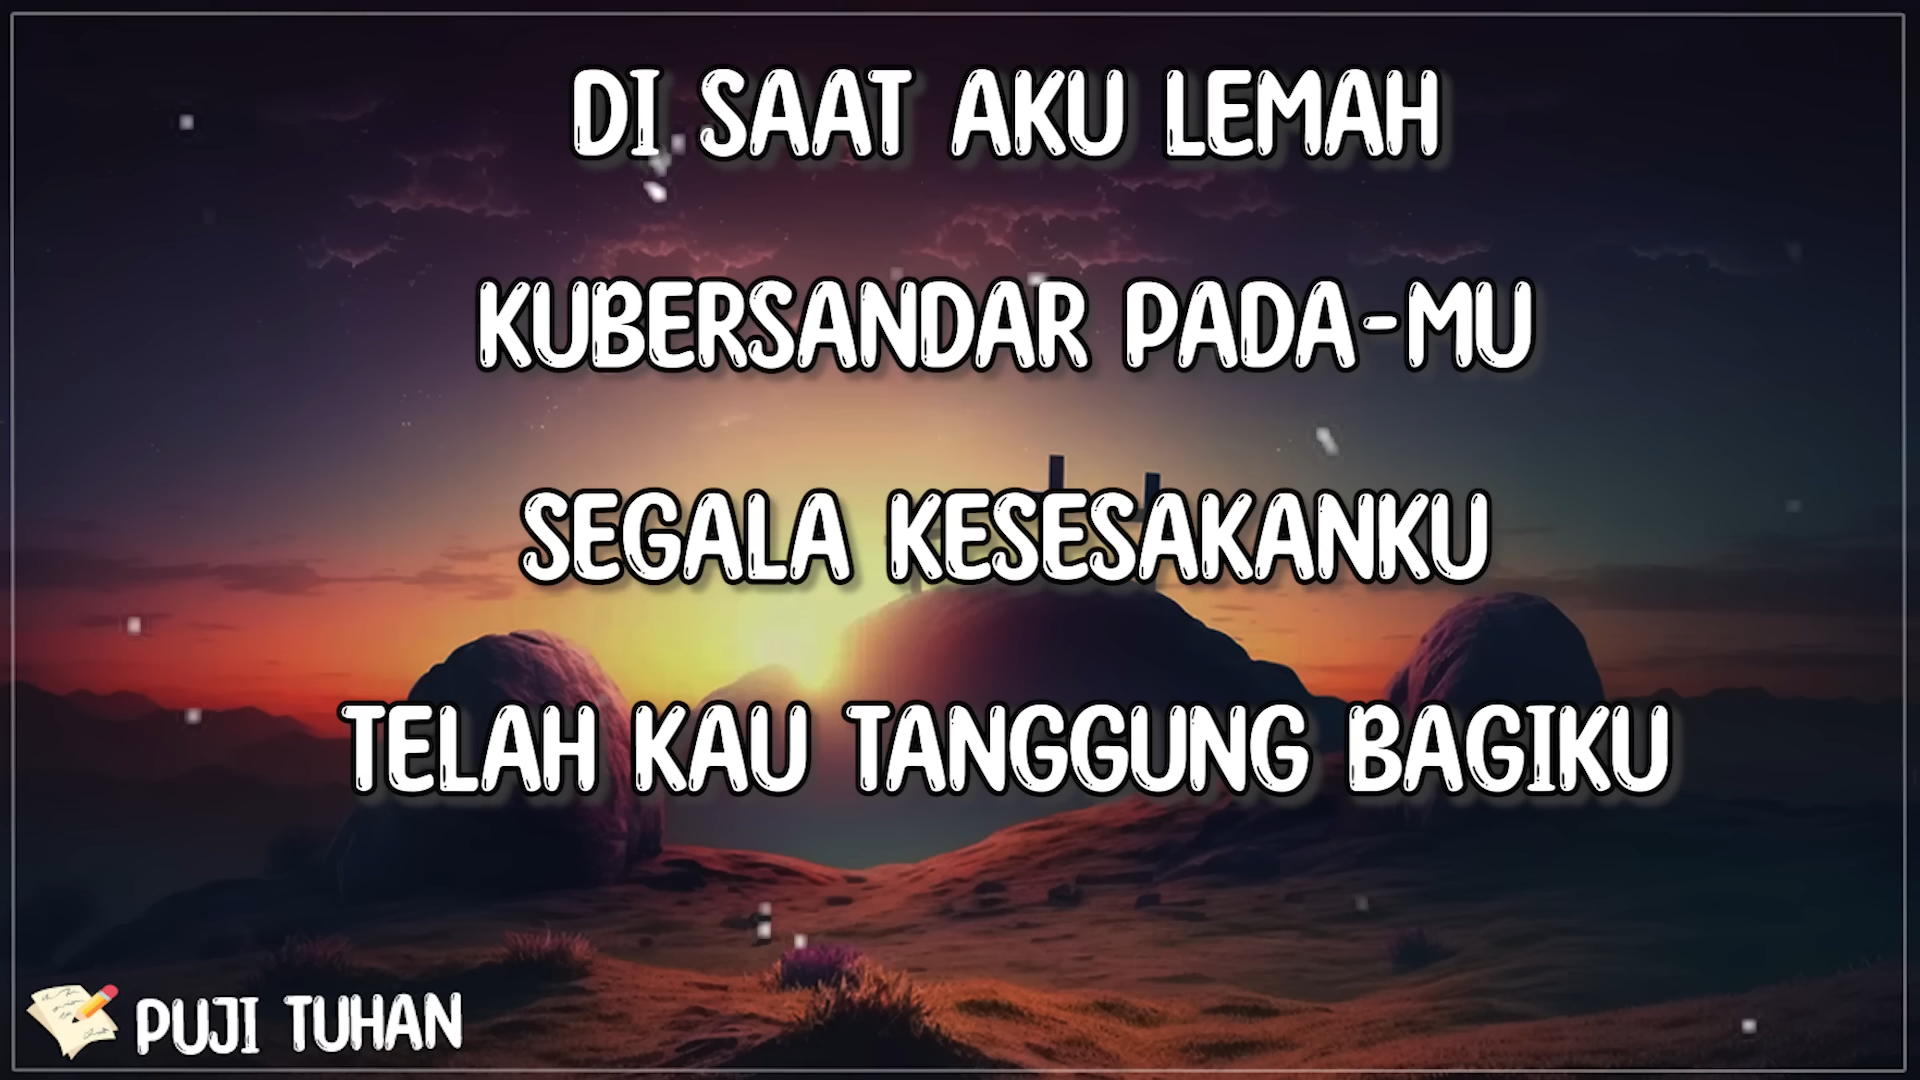 DI SAAT AKU LEMAH
KUBERSANDAR PADA-MU
SEGALA KESESAKANKU
TELAH KAU TANGGUNG BAGIKU
PUJI TUHAN